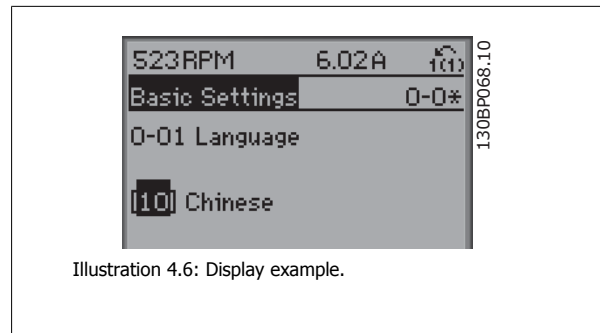 523RPM 6.02A 1(1)
Basic Settings 0-0*
0-01 Language
[10] Chinese
130BP068.10
Illustration 4.6: Display example.